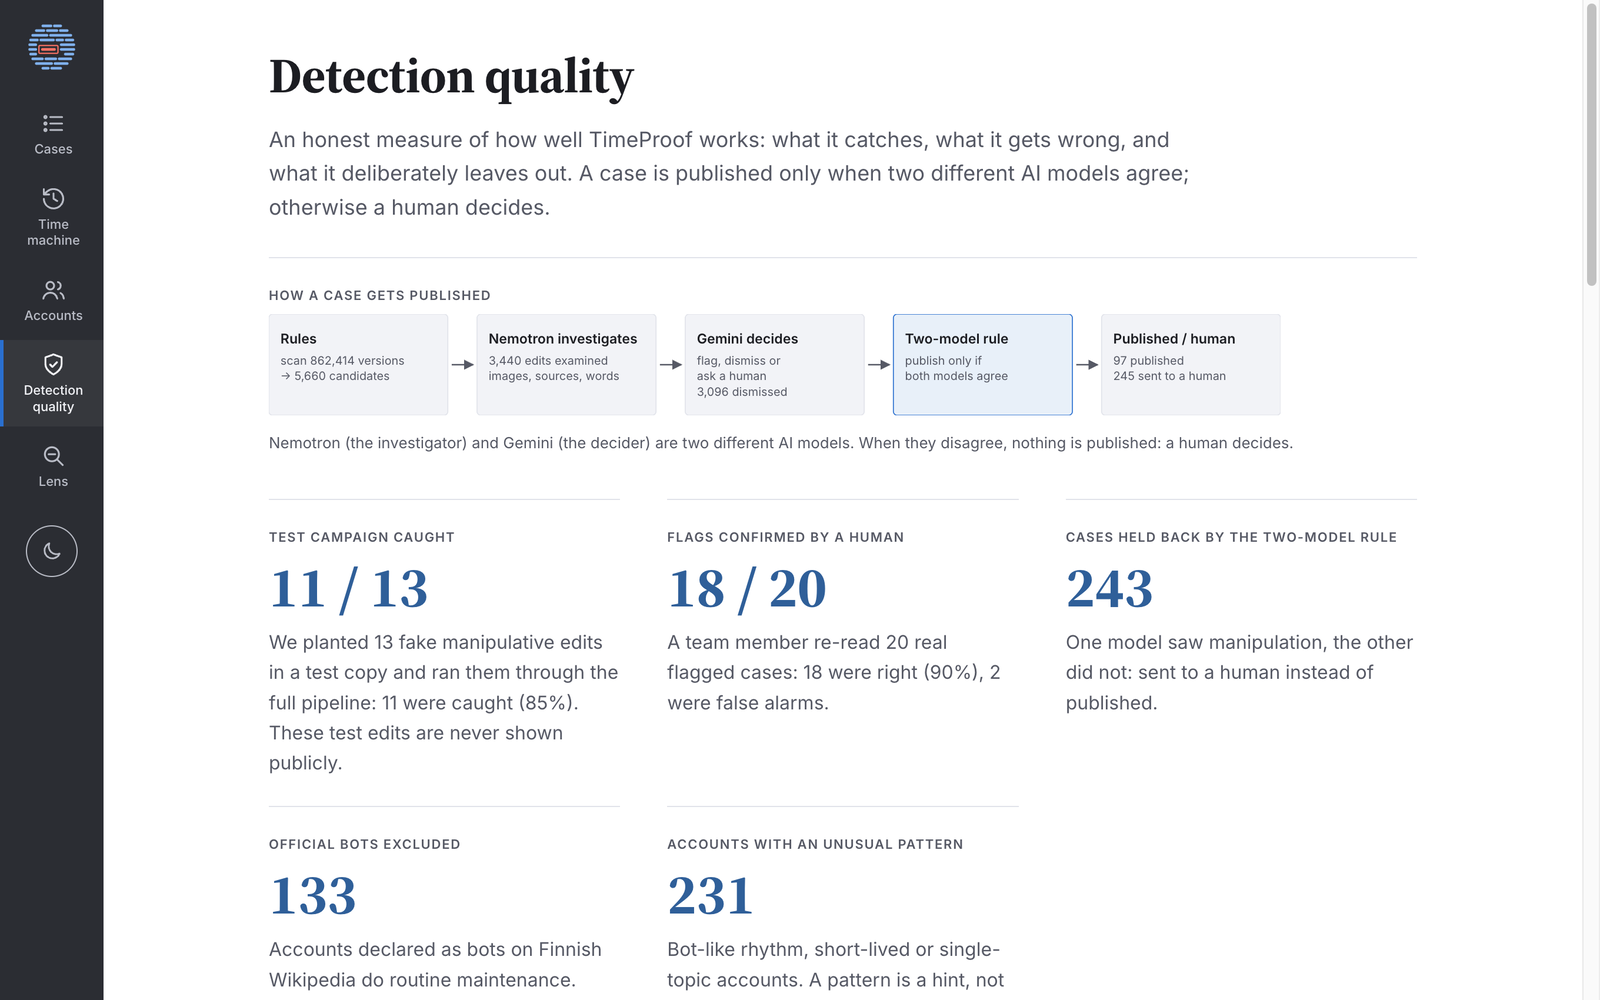 Detection quality
An honest measure of how well TimeProof works: what it catches, what it gets wrong, and
what it deliberately leaves out. A case is published only when two different AI models agree;
otherwise a human decides.
Cases
Time
machine
Accounts
Detection
quality
Lens
HOW A CASE GETS PUBLISHED
Rules
scan 862,414 versions
→ 5,660 candidates
Nemotron investigates
3,440 edits examined
images, sources, words
Gemini decides
flag, dismiss or
ask a human
3,096 dismissed
Two-model rule
publish only if
both models agree
Published / human
97 published
245 sent to a human
Nemotron (the investigator) and Gemini (the decider) are two different AI models. When they disagree, nothing is published: a human decides.
TEST CAMPAIGN CAUGHT
11 / 13
We planted 13 fake manipulative edits
in a test copy and ran them through the
full pipeline: 11 were caught (85%).
These test edits are never shown
publicly.
FLAGS CONFIRMED BY A HUMAN
18 / 20
A team member re-read 20 real
flagged cases: 18 were right (90%), 2
were false alarms.
CASES HELD BACK BY THE TWO-MODEL RULE
243
One model saw manipulation, the other
did not: sent to a human instead of
published.
OFFICIAL BOTS EXCLUDED
133
Accounts declared as bots on Finnish
Wikipedia do routine maintenance.
ACCOUNTS WITH AN UNUSUAL PATTERN
231
Bot-like rhythm, short-lived or single-
topic accounts. A pattern is a hint, not